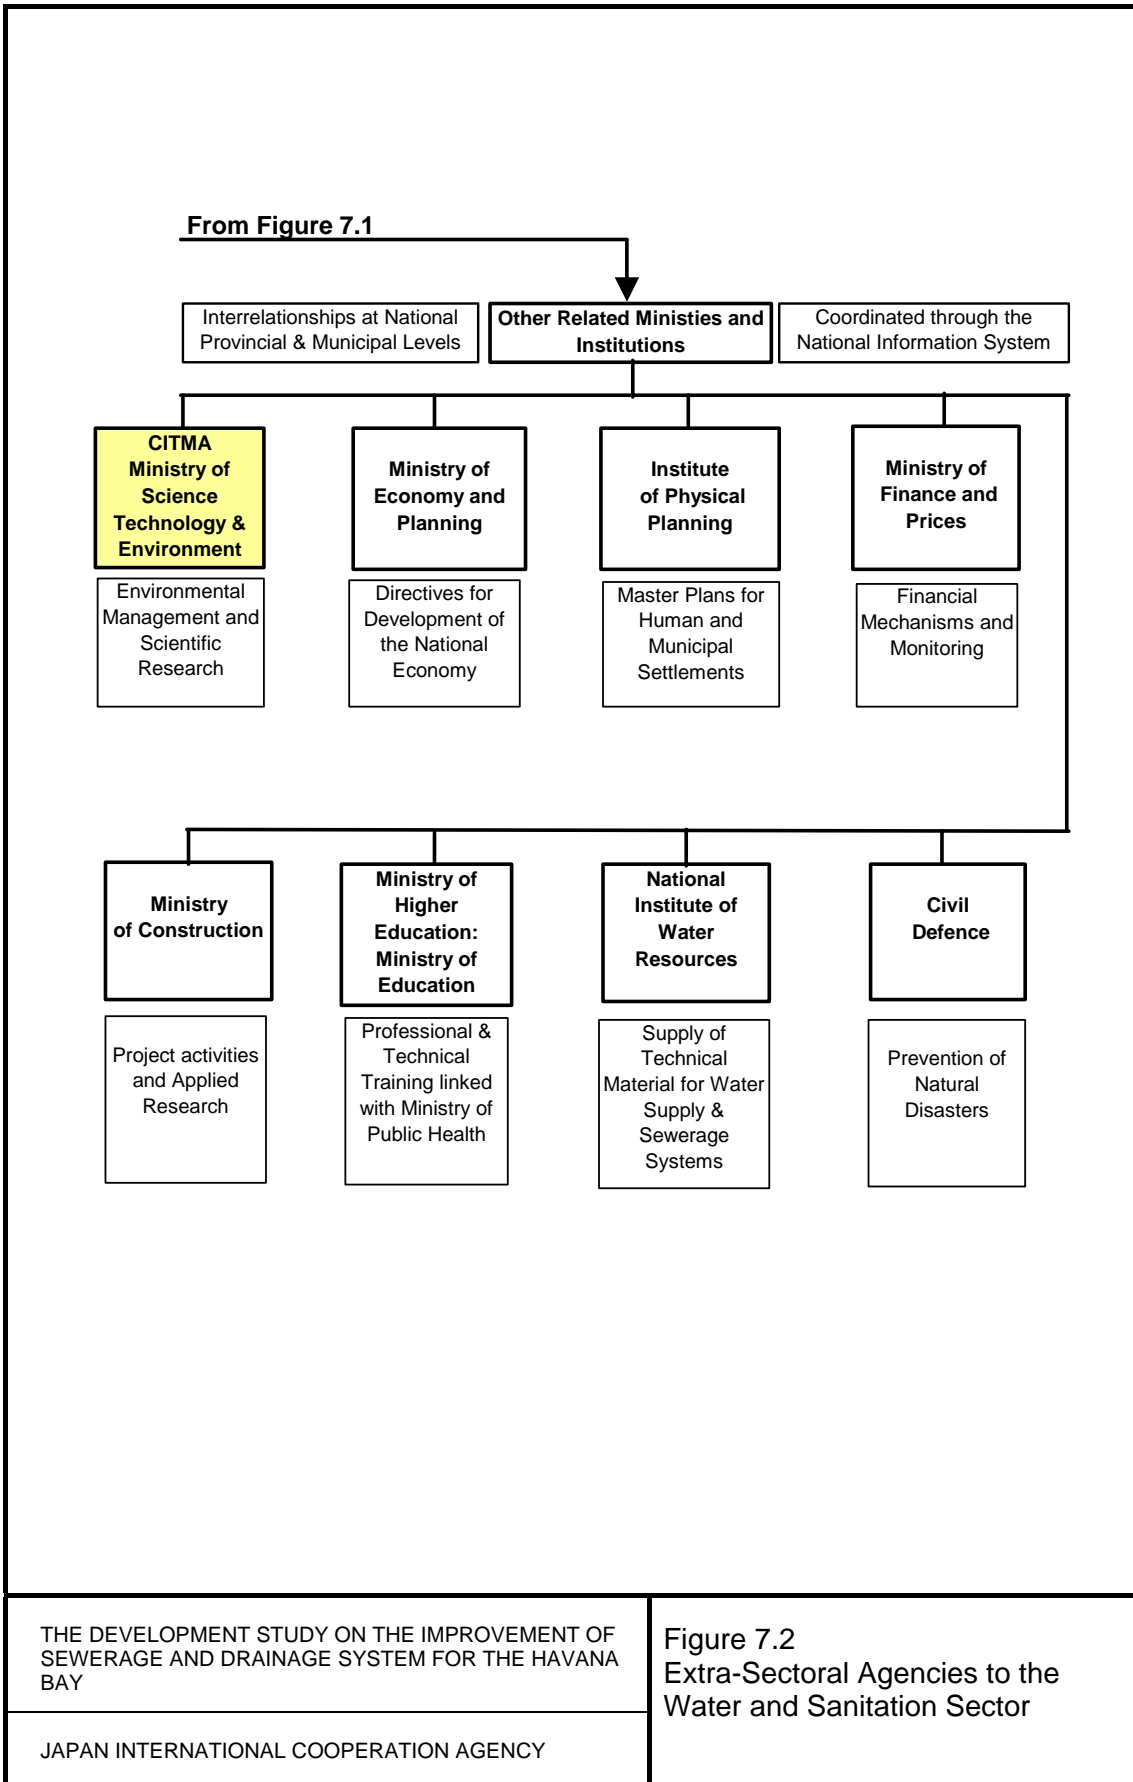 From Figure 7.1
Interrelationships at National
Provincial & Municipal Levels
Other Related Ministies and
Institutions
Coordinated through the
National Information System
CITMA
Ministry of
Science
Technology &
Environment
Ministry of
Economy and
Planning
Institute
of Physical
Planning
Ministry of
Finance and
Prices
Environmental
Management and
Scientific
Research
Directives for
Development of
the National
Economy
Master Plans for
Human and
Municipal
Settlements
Financial
Mechanisms and
Monitoring
Ministry
of Construction
Ministry of
Higher
Education:
Ministry of
Education
National
Institute of
Water
Resources
Civil
Defence
Project activities
and Applied
Research
Professional &
Technical
Training linked
with Ministry of
Public Health
Supply of
Technical
Material for Water
Supply &
Sewerage
Systems
Prevention of
Natural
Disasters
THE DEVELOPMENT STUDY ON THE IMPROVEMENT OF
SEWERAGE AND DRAINAGE SYSTEM FOR THE HAVANA
BAY
JAPAN INTERNATIONAL COOPERATION AGENCY
Figure 7.2
Extra-Sectoral Agencies to the
Water and Sanitation Sector